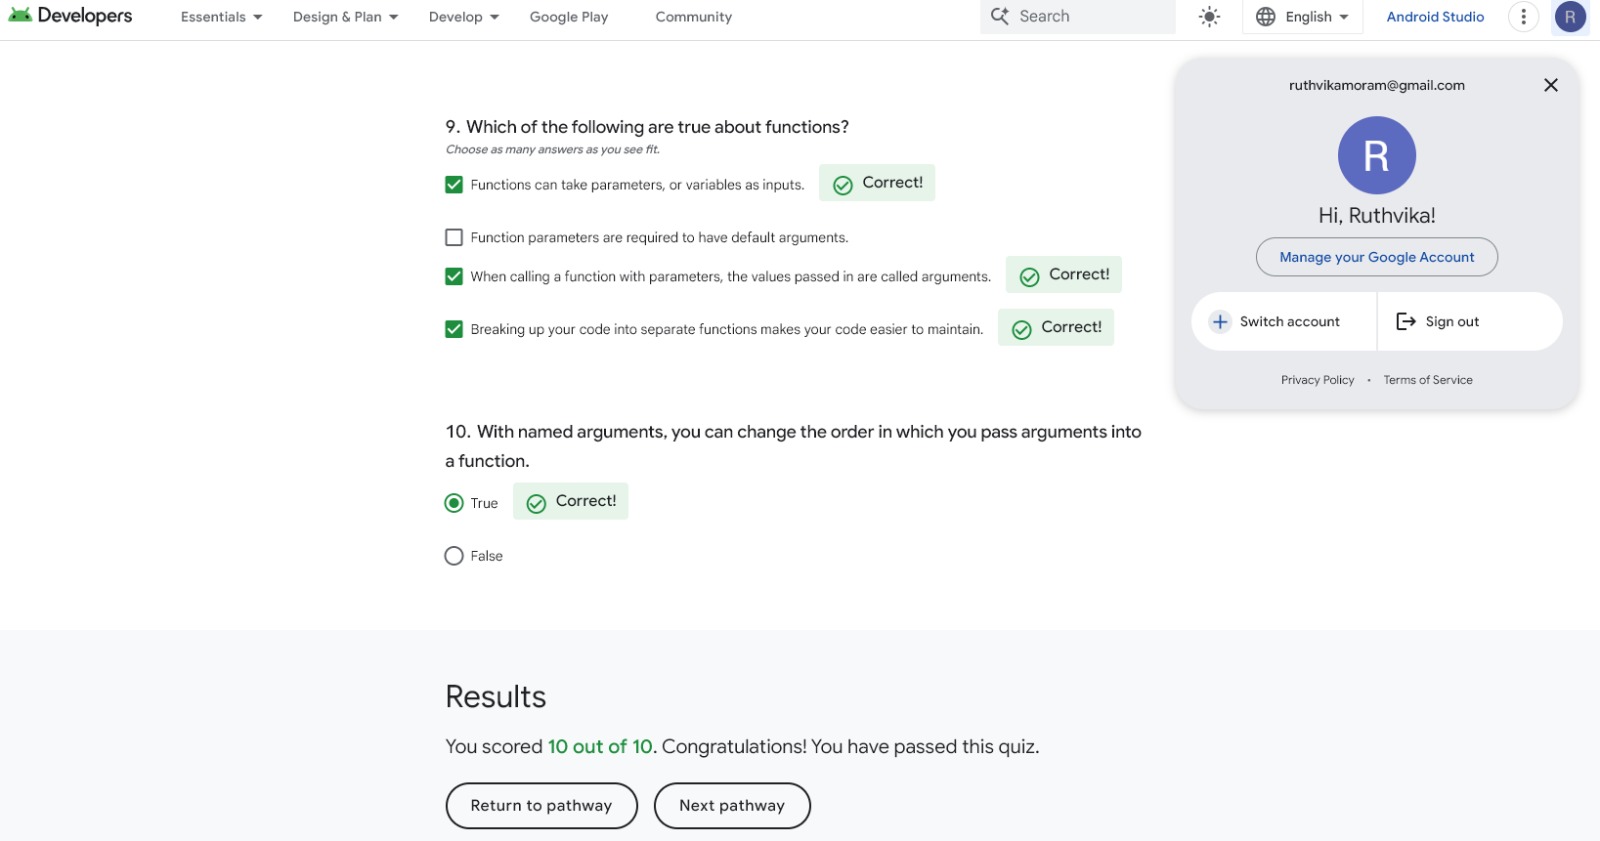 Developers
Essentials
Design & Plan
Develop
Google Play
Community
Search
English
Android Studio
R
ruthvikamoram@gmail.com
R
Hi, Ruthvika!
Manage your Google Account
Switch account
Sign out
Privacy Policy • Terms of Service
9. Which of the following are true about functions?
Choose as many answers as you see fit.
Functions can take parameters, or variables as inputs. Correct!
Function parameters are required to have default arguments.
When calling a function with parameters, the values passed in are called arguments. Correct!
Breaking up your code into separate functions makes your code easier to maintain. Correct!
10. With named arguments, you can change the order in which you pass arguments into
a function.
True Correct!
False
Results
You scored 10 out of 10. Congratulations! You have passed this quiz.
Return to pathway
Next pathway